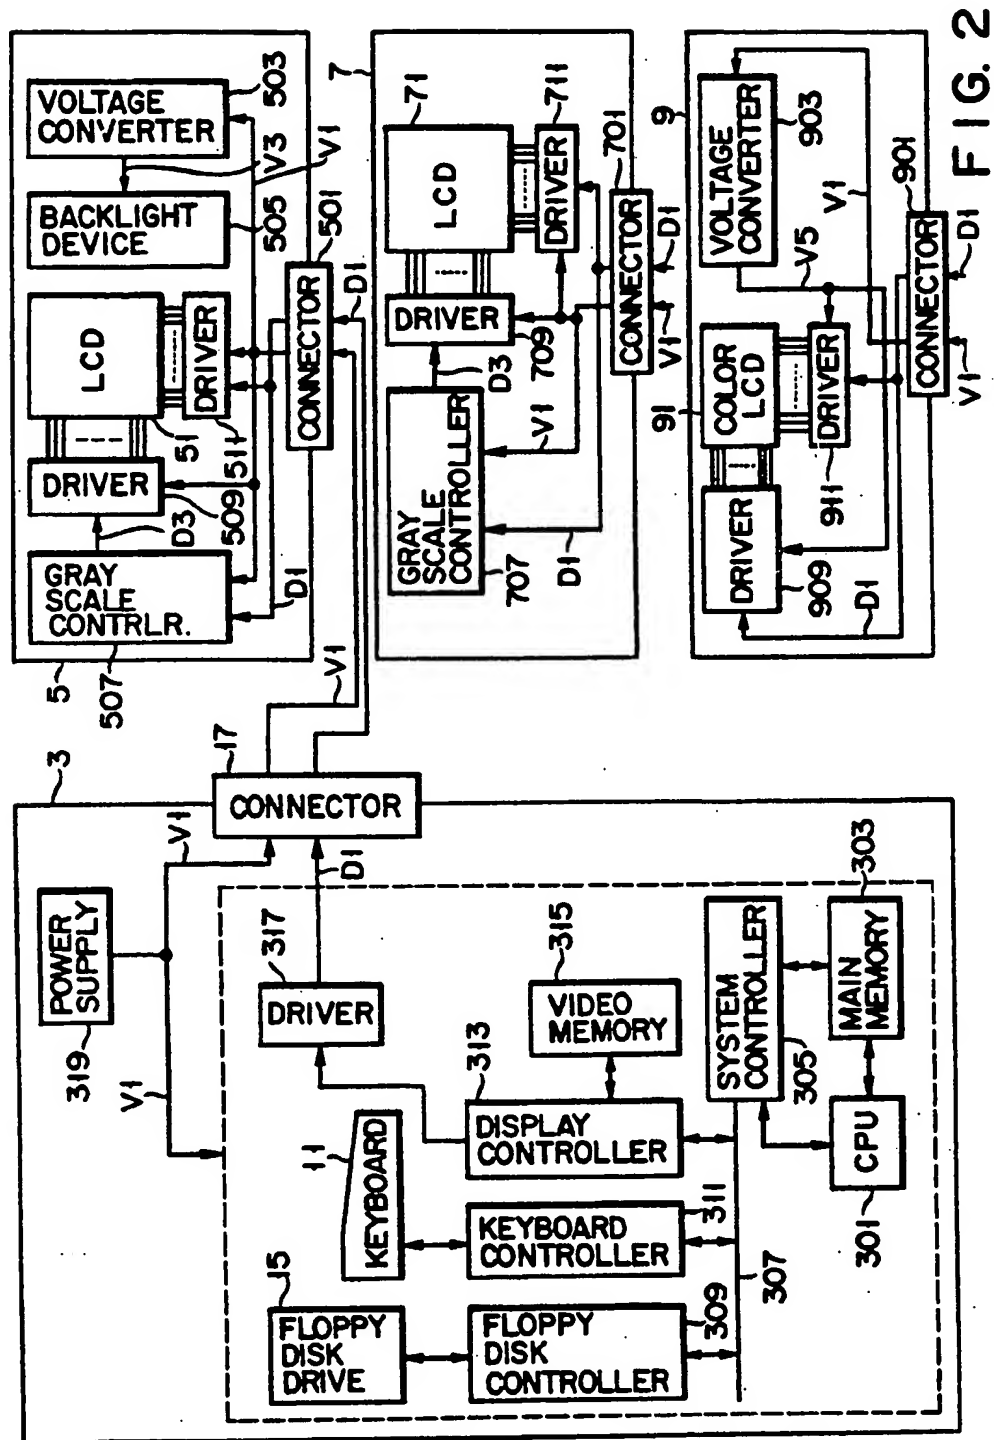 VOLTAGE
CONVERTER
503
V3
V1
BACKLIGHT
DEVICE
505
501
LCD
51
DRIVER
511
CONNECTOR
D1
DRIVER
509
D3
GRAY
SCALE
CONTRLR.
507
D1
5
V1
7
LCD
71
DRIVER
711
701
CONNECTOR
D1
V1
DRIVER
709
D3
GRAY
SCALE
CONTROLLER
707
V1
D1
9
VOLTAGE
CONVERTER
903
V1
901
V5
COLOR
LCD
91
DRIVER
911
CONNECTOR
D1
V1
DRIVER
909
D1
FIG. 2
3
17
CONNECTOR
V1
D1
POWER
SUPPLY
319
V1
317
DRIVER
315
VIDEO
MEMORY
313
DISPLAY
CONTROLLER
11
KEYBOARD
KEYBOARD
CONTROLLER
311
15
FLOPPY
DISK
DRIVE
FLOPPY
DISK
CONTROLLER
309
307
SYSTEM
CONTROLLER
305
303
MAIN
MEMORY
CPU
301